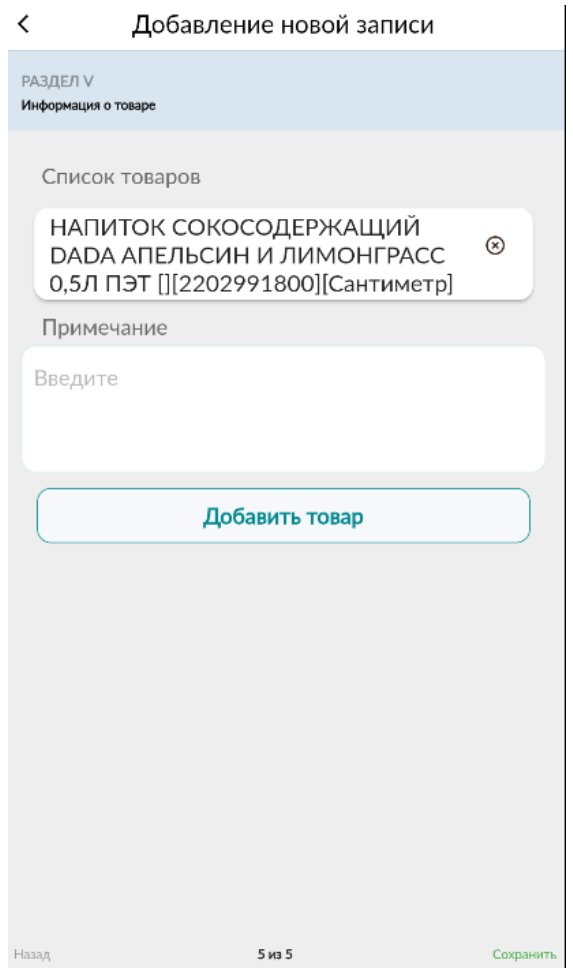 Добавление новой записи
РАЗДЕЛ V
Информация о товаре
Список товаров
НАПИТОК СОКОСОДЕРЖАЩИЙ
DADA АПЕЛЬСИН И ЛИМОНГРАСС
0,5Л ПЭТ [][2202991800][Сантиметр]
Примечание
Введите
Добавить товар
Назад
5 из 5
Сохранить